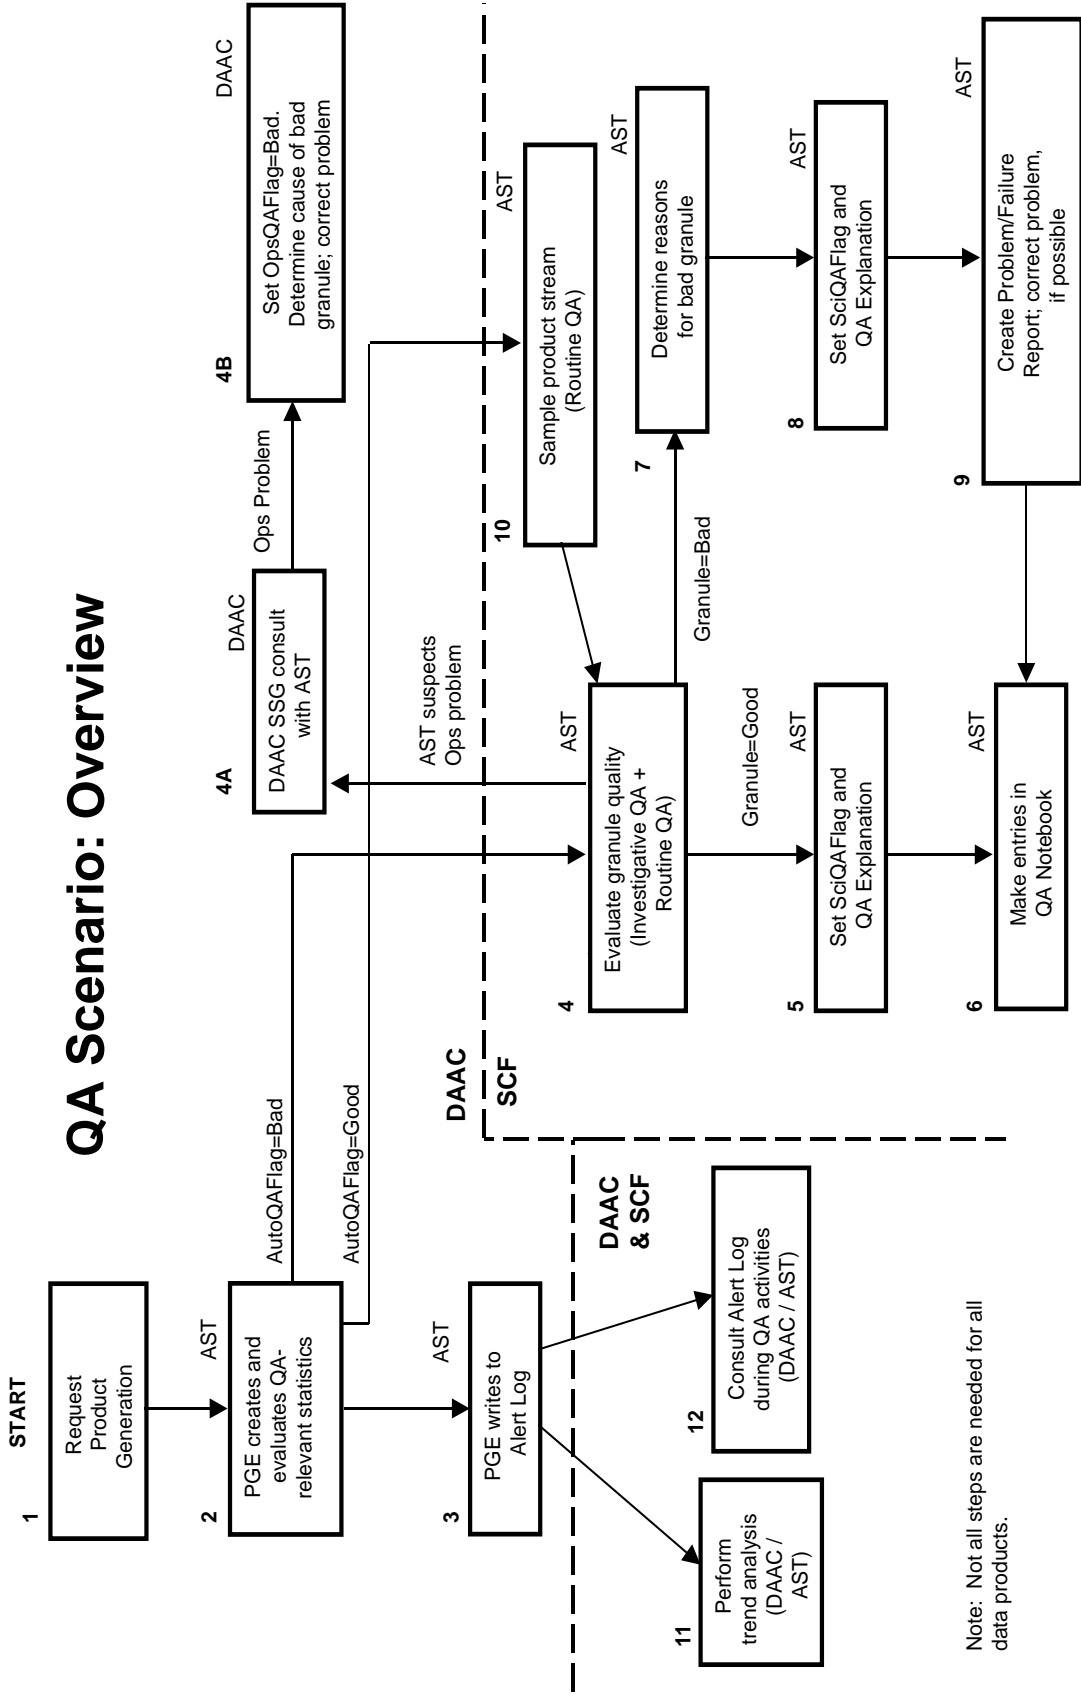 QA Scenario: Overview
START
1
Request
Product
Generation
2
AST
PGE creates and
evaluates QA-
relevant statistics
AutoQAFlag=Bad
AutoQAFlag=Good
3
AST
PGE writes to
Alert Log
4A
DAAC
DAAC SSG consult
with AST
Ops Problem
4B
DAAC
Set OpsQAFlag=Bad.
Determine cause of bad
granule; correct problem
AST suspects
Ops problem
DAAC
SCF
10
AST
Sample product stream
(Routine QA)
4
AST
Evaluate granule quality
(Investigative QA +
Routine QA)
Granule=Bad
7
AST
Determine reasons
for bad granule
Granule=Good
5
AST
Set SciQAFlag and
QA Explanation
8
AST
Set SciQAFlag and
QA Explanation
6
AST
Make entries in
QA Notebook
9
AST
Create Problem/Failure
Report; correct problem,
if possible
DAAC
& SCF
11
Perform
trend analysis
(DAAC /
AST)
12
Consult Alert Log
during QA activities
(DAAC / AST)
Note:  Not all steps are needed for all
data products.